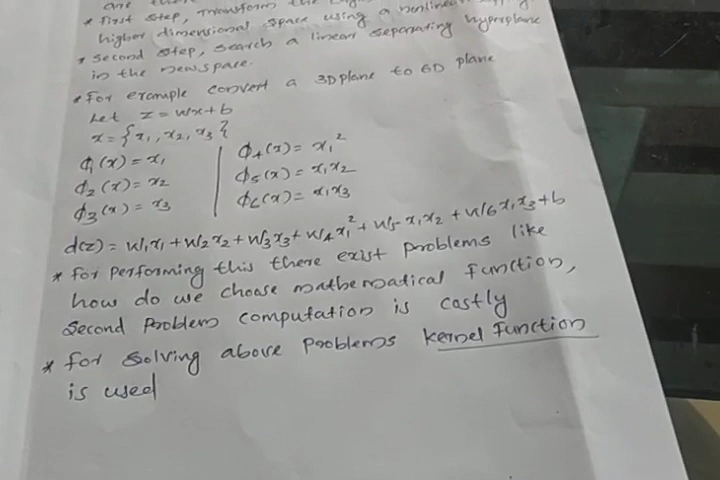 are
* first step, transform the
higher dimensional space using a nonlinear
* second step, search a linear separating hyperplane
in the new space.
* For example convert a 3D plane to 6D plane
Let z = wx+b
x = {x1, x2, x3}
ϕ1(x) = x1
ϕ2(x) = x2
ϕ3(x) = x3
ϕ4(x) = x1²
ϕ5(x) = x1x2
ϕ6(x) = x1x3
d(z) = w1x1 + w2x2 + w3x3 + w4x1² + w5 x1x2 + w6x1x3+b
* for performing this there exist problems like
how do we choose mathematical function,
second problem computation is costly
* for solving above problems kernel function
is used